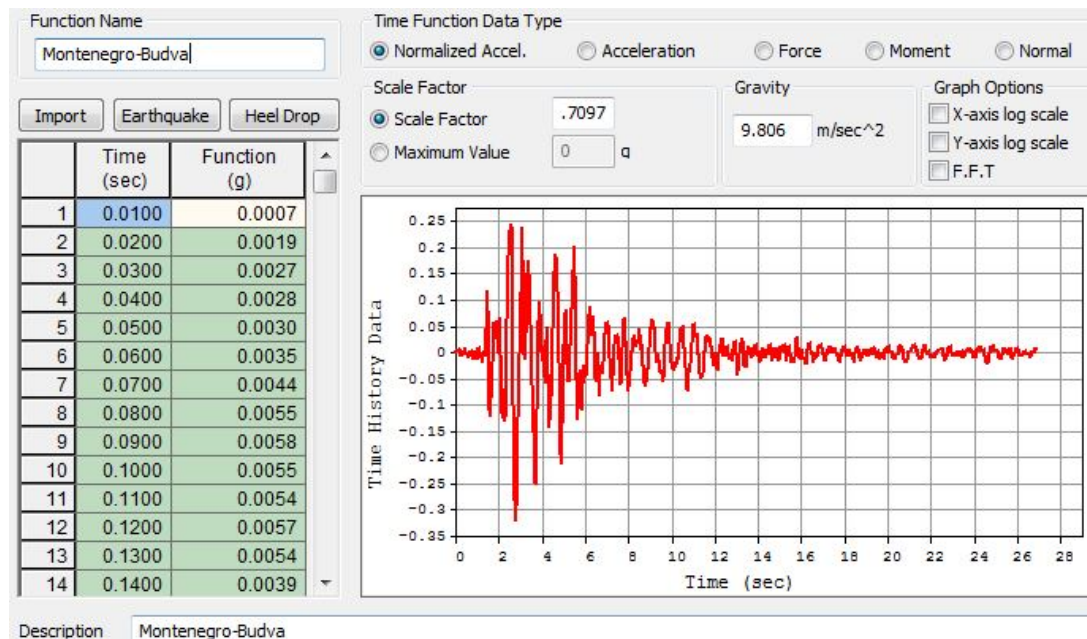 Function Name
Montenegro-Budva
Import Earthquake Heel Drop
Time (sec) Function (g)
1 0.0100 0.0007
2 0.0200 0.0019
3 0.0300 0.0027
4 0.0400 0.0028
5 0.0500 0.0030
6 0.0600 0.0035
7 0.0700 0.0044
8 0.0800 0.0055
9 0.0900 0.0058
10 0.1000 0.0055
11 0.1100 0.0054
12 0.1200 0.0057
13 0.1300 0.0054
14 0.1400 0.0039
Time Function Data Type
Normalized Accel. Acceleration Force Moment Normal
Scale Factor
Scale Factor .7097
Maximum Value 0 g
Gravity
9.806 m/sec^2
Graph Options
X-axis log scale
Y-axis log scale
F.F.T
Time History Data
0.25
0.2
0.15
0.1
0.05
0
-0.05
-0.1
-0.15
-0.2
-0.25
-0.3
-0.35
0 2 4 6 8 10 12 14 16 18 20 22 24 26 28
Time (sec)
Description Montenegro-Budva